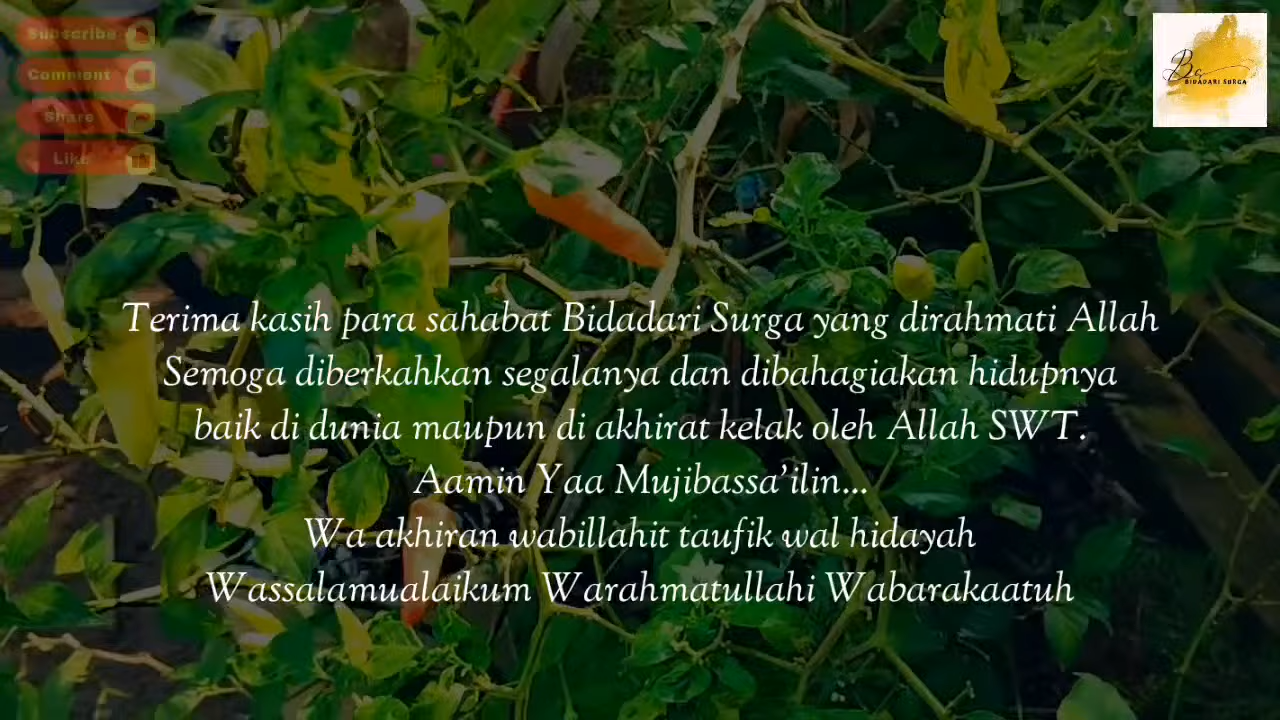 Subscribe
Comment
Share
Like
Bs
BIDADARI SURGA
Terima kasih para sahabat Bidadari Surga yang dirahmati Allah
Semoga diberkahkan segalanya dan dibahagiakan hidupnya
baik di dunia maupun di akhirat kelak oleh Allah SWT.
Aamin Yaa Mujibassa'ilin...
Wa akhiran wabillahit taufik wal hidayah
Wassalamualaikum Warahmatullahi Wabarakaatuh